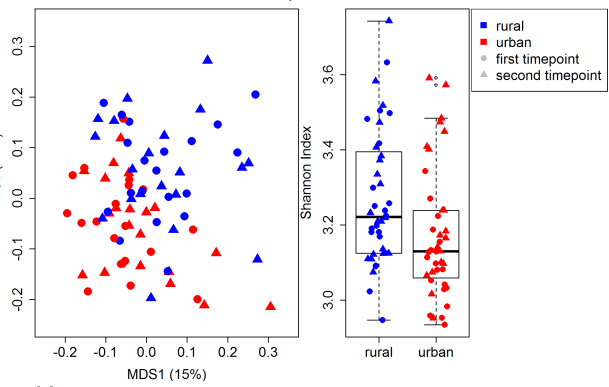 0.3
0.2
0.1
0.0
-0.1
-0.2
-0.2 -0.1 0.0 0.1 0.2 0.3
MDS1 (15%)
Shannon Index
3.6
3.4
3.2
3.0
rural urban
rural
urban
first timepoint
second timepoint